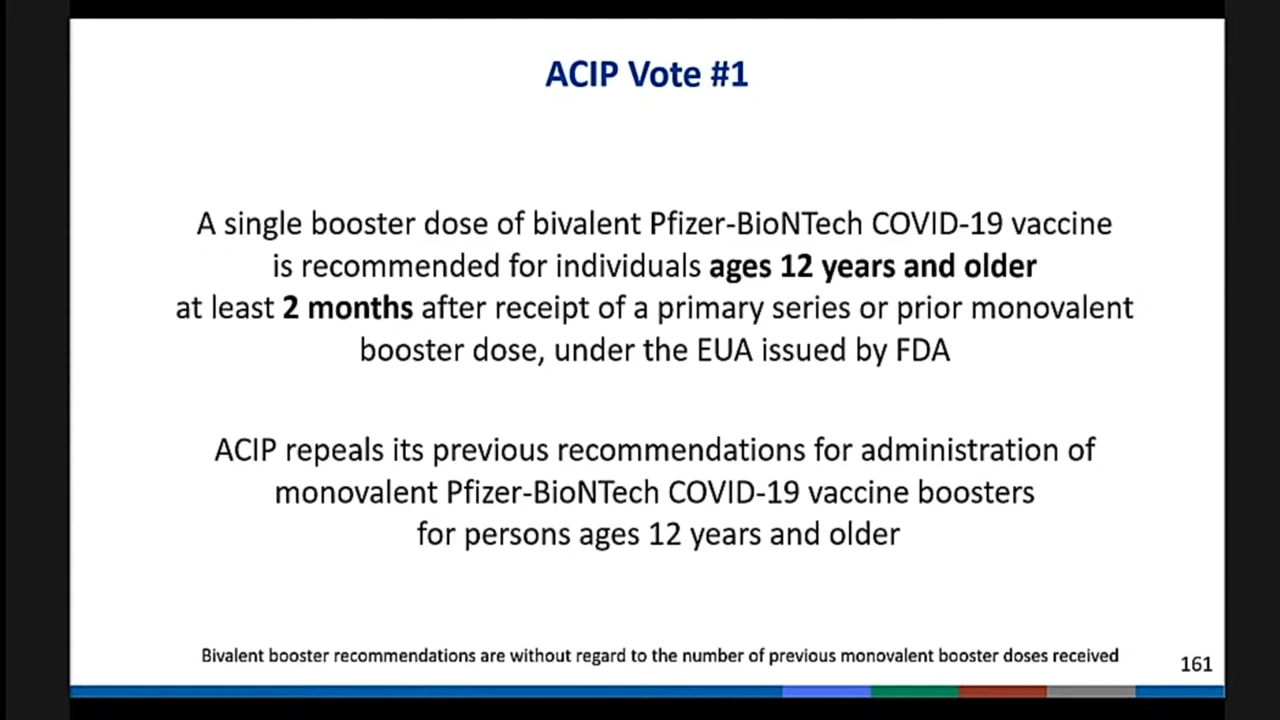 ACIP Vote #1
A single booster dose of bivalent Pfizer-BioNTech COVID-19 vaccine
is recommended for individuals ages 12 years and older
at least 2 months after receipt of a primary series or prior monovalent
booster dose, under the EUA issued by FDA
ACIP repeals its previous recommendations for administration of
monovalent Pfizer-BioNTech COVID-19 vaccine boosters
for persons ages 12 years and older
Bivalent booster recommendations are without regard to the number of previous monovalent booster doses received
161